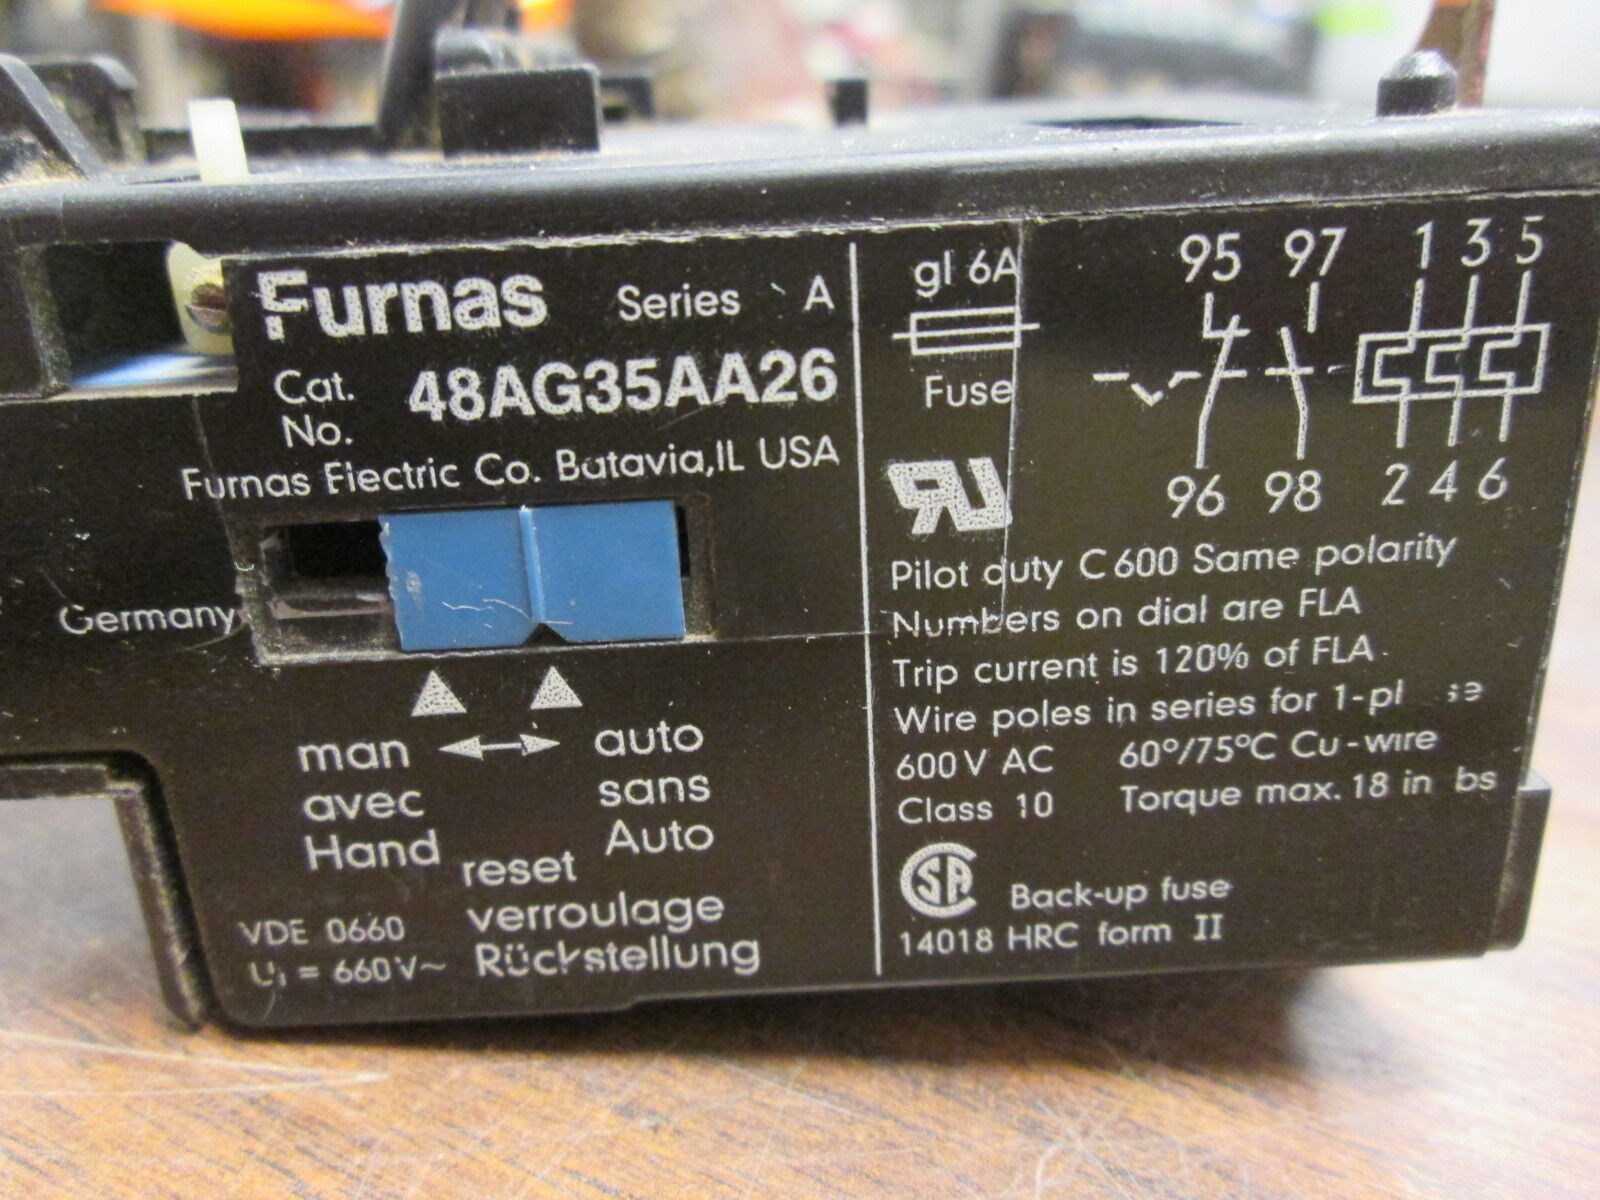 Furnas Series A
Cat. No. 48AG35AA26
Furnas Electric Co. Batavia, IL USA
Germany
man auto
avec sans
Hand Auto
reset
verroulage
Rückstellung
VDE 0660
= 660V~
gl 6A
Fuse
95 97 1 3 5
96 98 2 4 6
Pilot duty C600 Same polarity
Numbers on dial are FLA
Trip current is 120% of FLA.
Wire poles in series for
600V AC 60°/75°C Cu-wire
Class 10 Torque max. 18 in bs
Back-up fuse
14018 HRC form II